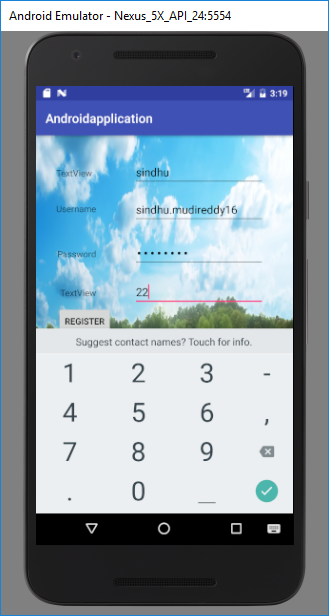 Android Emulator - Nexus_5X_API_24:5554
3:19
Androidapplication
TextView sindhu
Username sindhu.mudireddy16
Password ••••••••
TextView 22
REGISTER
Suggest contact names? Touch for info.
1 2 3 -
4 5 6 ,
7 8 9
. 0 _